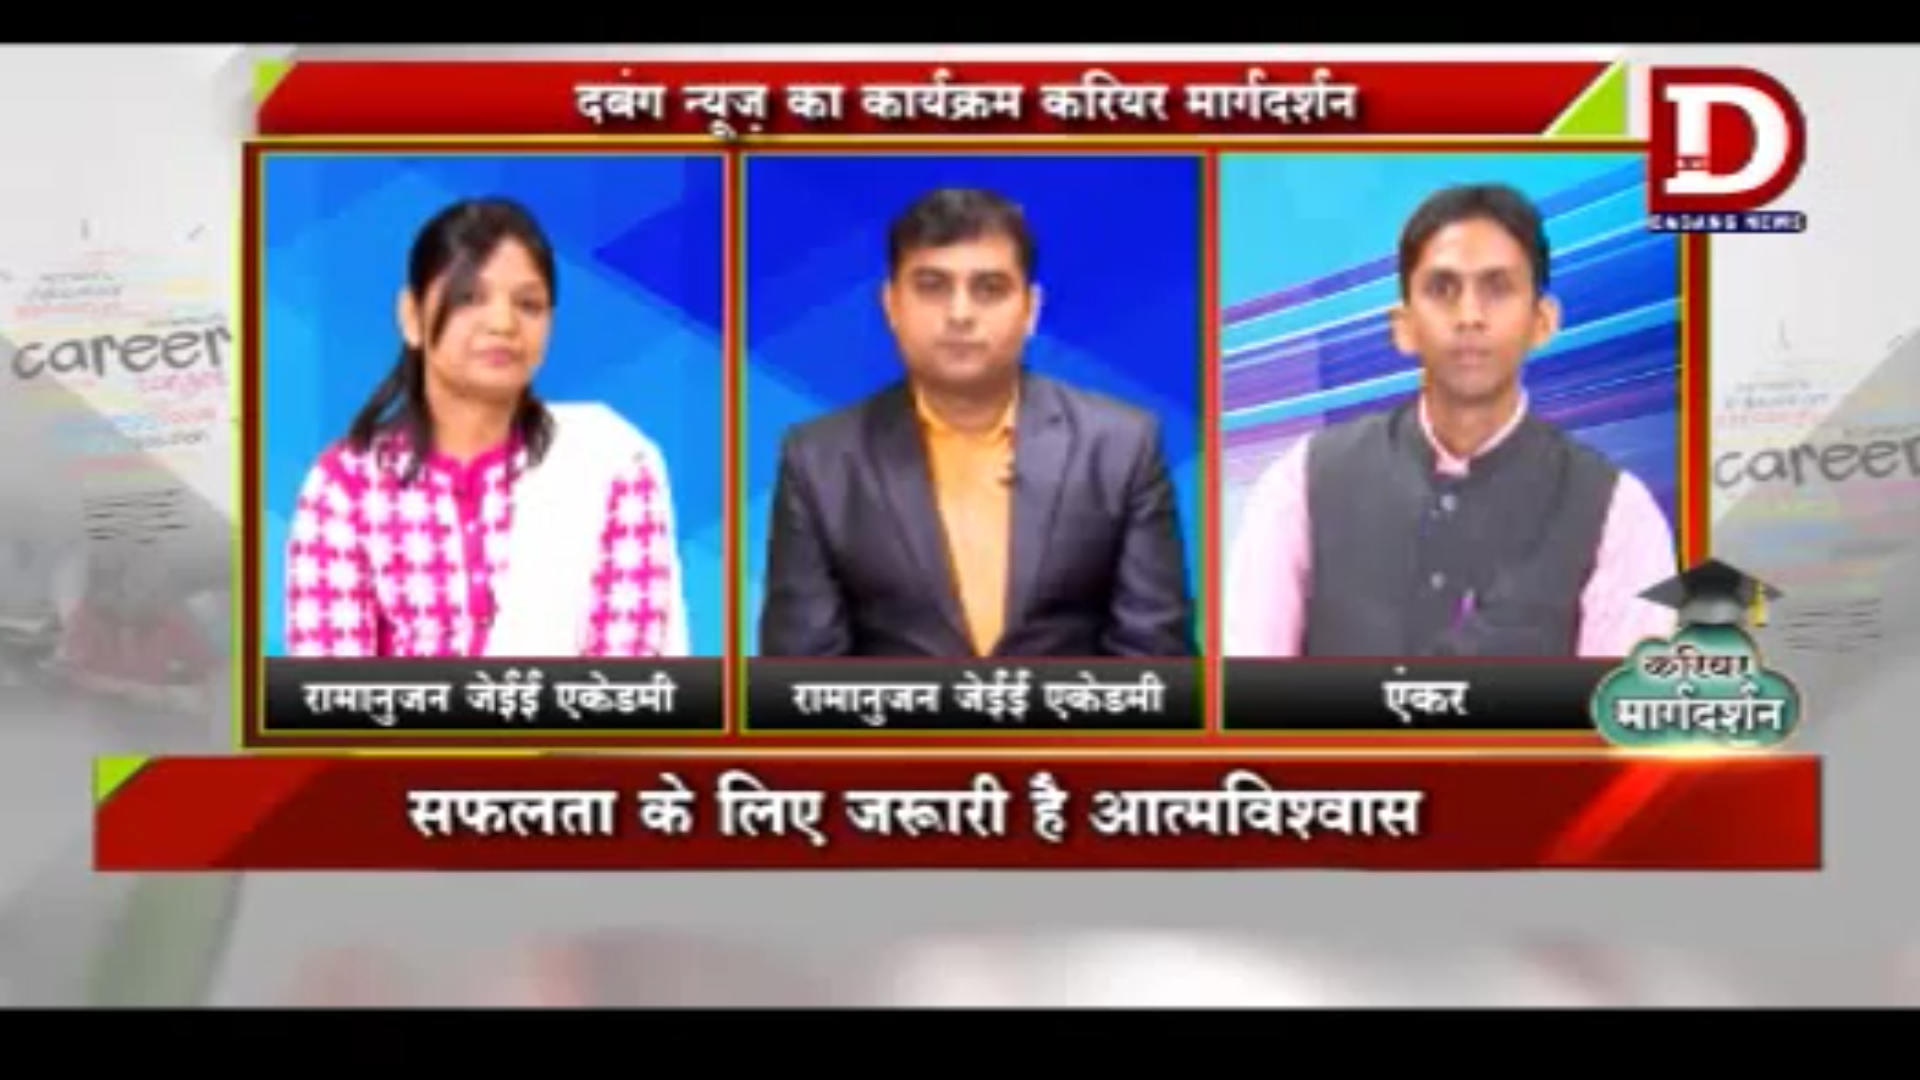 दबंग न्यूज़ का कार्यक्रम करियर मार्गदर्शन
D
DABANG NEWS
career
target
career
रामानुजन जेईई एकेडमी
रामानुजन जेईई एकेडमी
एंकर
करियर
मार्गदर्शन
सफलता के लिए जरूारी है आत्मविश्वास